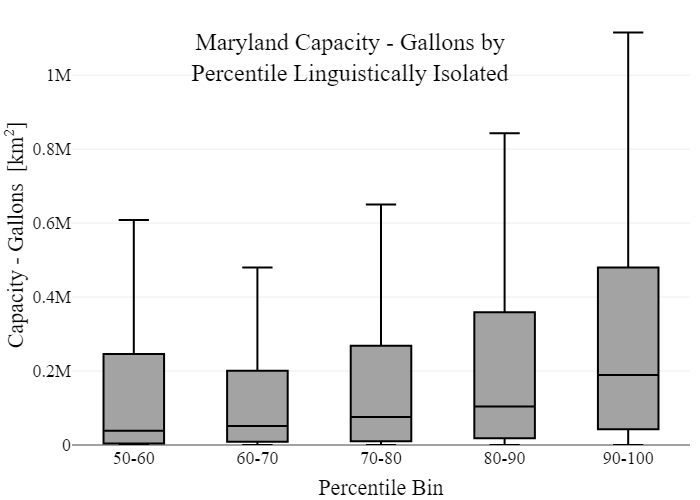 Maryland Capacity - Gallons by
Percentile Linguistically Isolated
Capacity - Gallons [km²]
1M
0.8M
0.6M
0.4M
0.2M
0
50-60
60-70
70-80
80-90
90-100
Percentile Bin